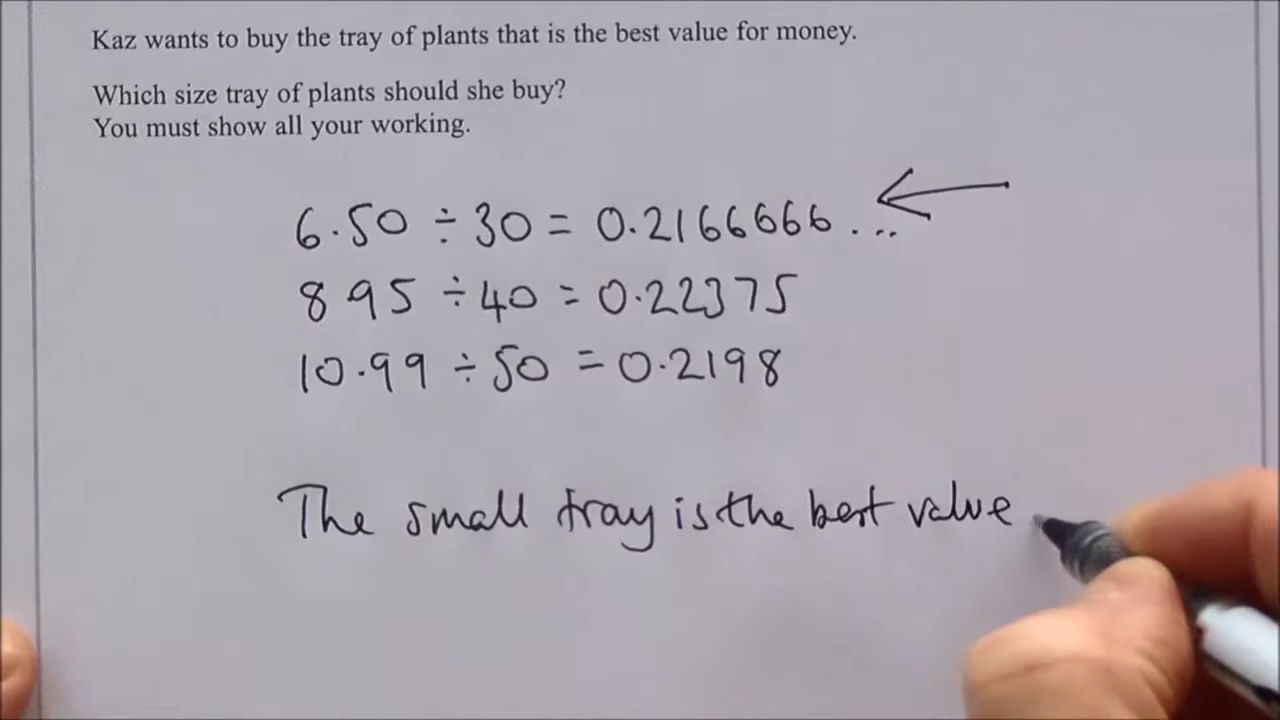 Kaz wants to buy the tray of plants that is the best value for money.
Which size tray of plants should she buy?
You must show all your working.
6.50 ÷ 30 = 0.2166666 ...
8 95 ÷ 40 = 0.22375
10.99 ÷ 50 = 0.2198
The small tray is the best value